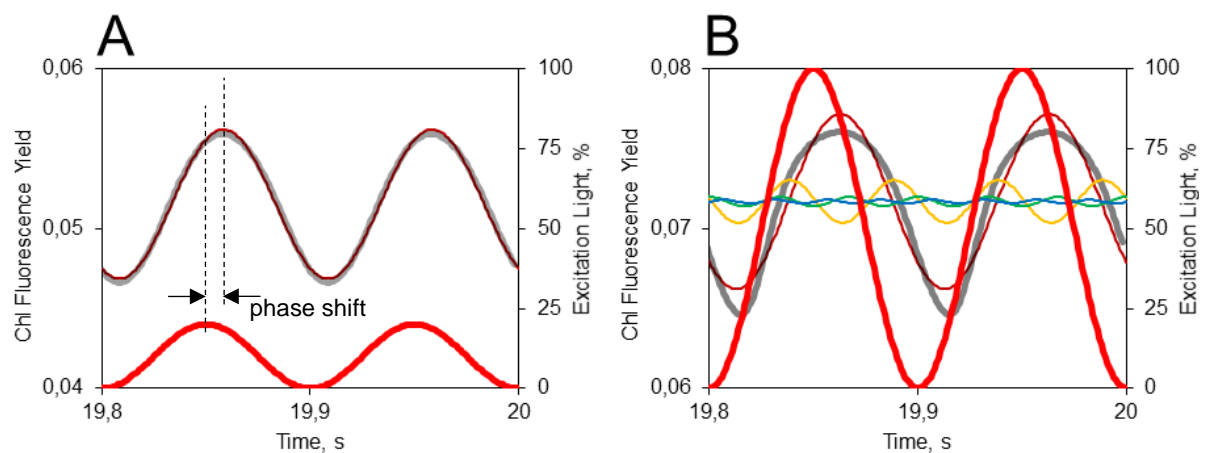 A
B
0,06
0,05
0,04
100
75
50
25
0
Chl Fluorescence Yield
Excitation Light, %
phase shift
19,8
19,9
20
Time, s
0,08
0,07
0,06
100
75
50
25
0
Chl Fluorescence Yield
Excitation Light, %
19,8
19,9
20
Time, s